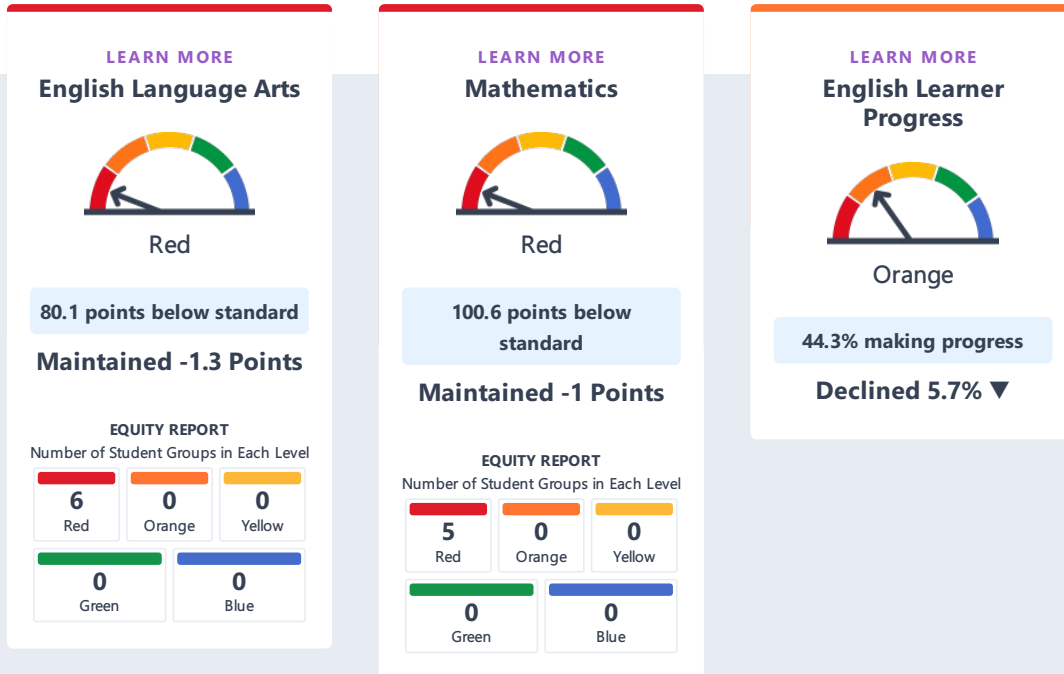 LEARN MORE
English Language Arts
Red
80.1 points below standard
Maintained -1.3 Points
EQUITY REPORT
Number of Student Groups in Each Level
6
Red
0
Orange
0
Yellow
0
Green
0
Blue
LEARN MORE
Mathematics
Red
100.6 points below
standard
Maintained -1 Points
EQUITY REPORT
Number of Student Groups in Each Level
5
Red
0
Orange
0
Yellow
0
Green
0
Blue
LEARN MORE
English Learner
Progress
Orange
44.3% making progress
Declined 5.7% ▼